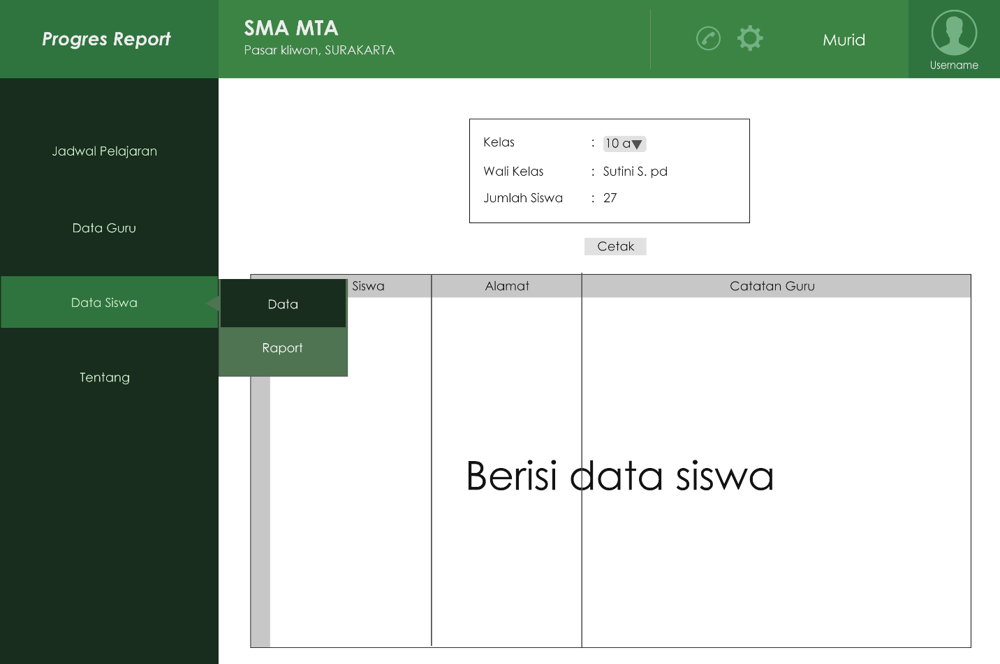 Progres Report
SMA MTA
Pasar kliwon, SURAKARTA
Murid
Username
Jadwal Pelajaran
Data Guru
Data Siswa
Tentang
Data
Raport
Kelas : 10 a
Wali Kelas : Sutini S. pd
Jumlah Siswa : 27
Cetak
Siswa Alamat Catatan Guru
Berisi data siswa